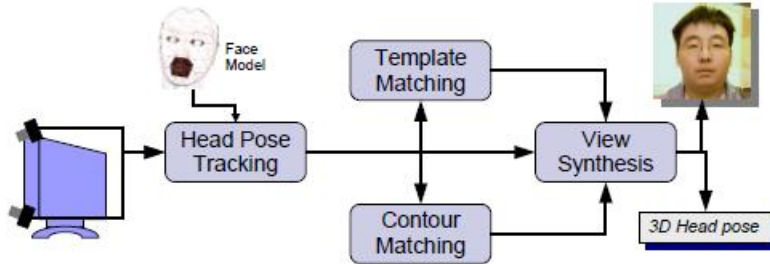 Face
Model
Template
Matching
Head Pose
Tracking
View
Synthesis
Contour
Matching
3D Head pose